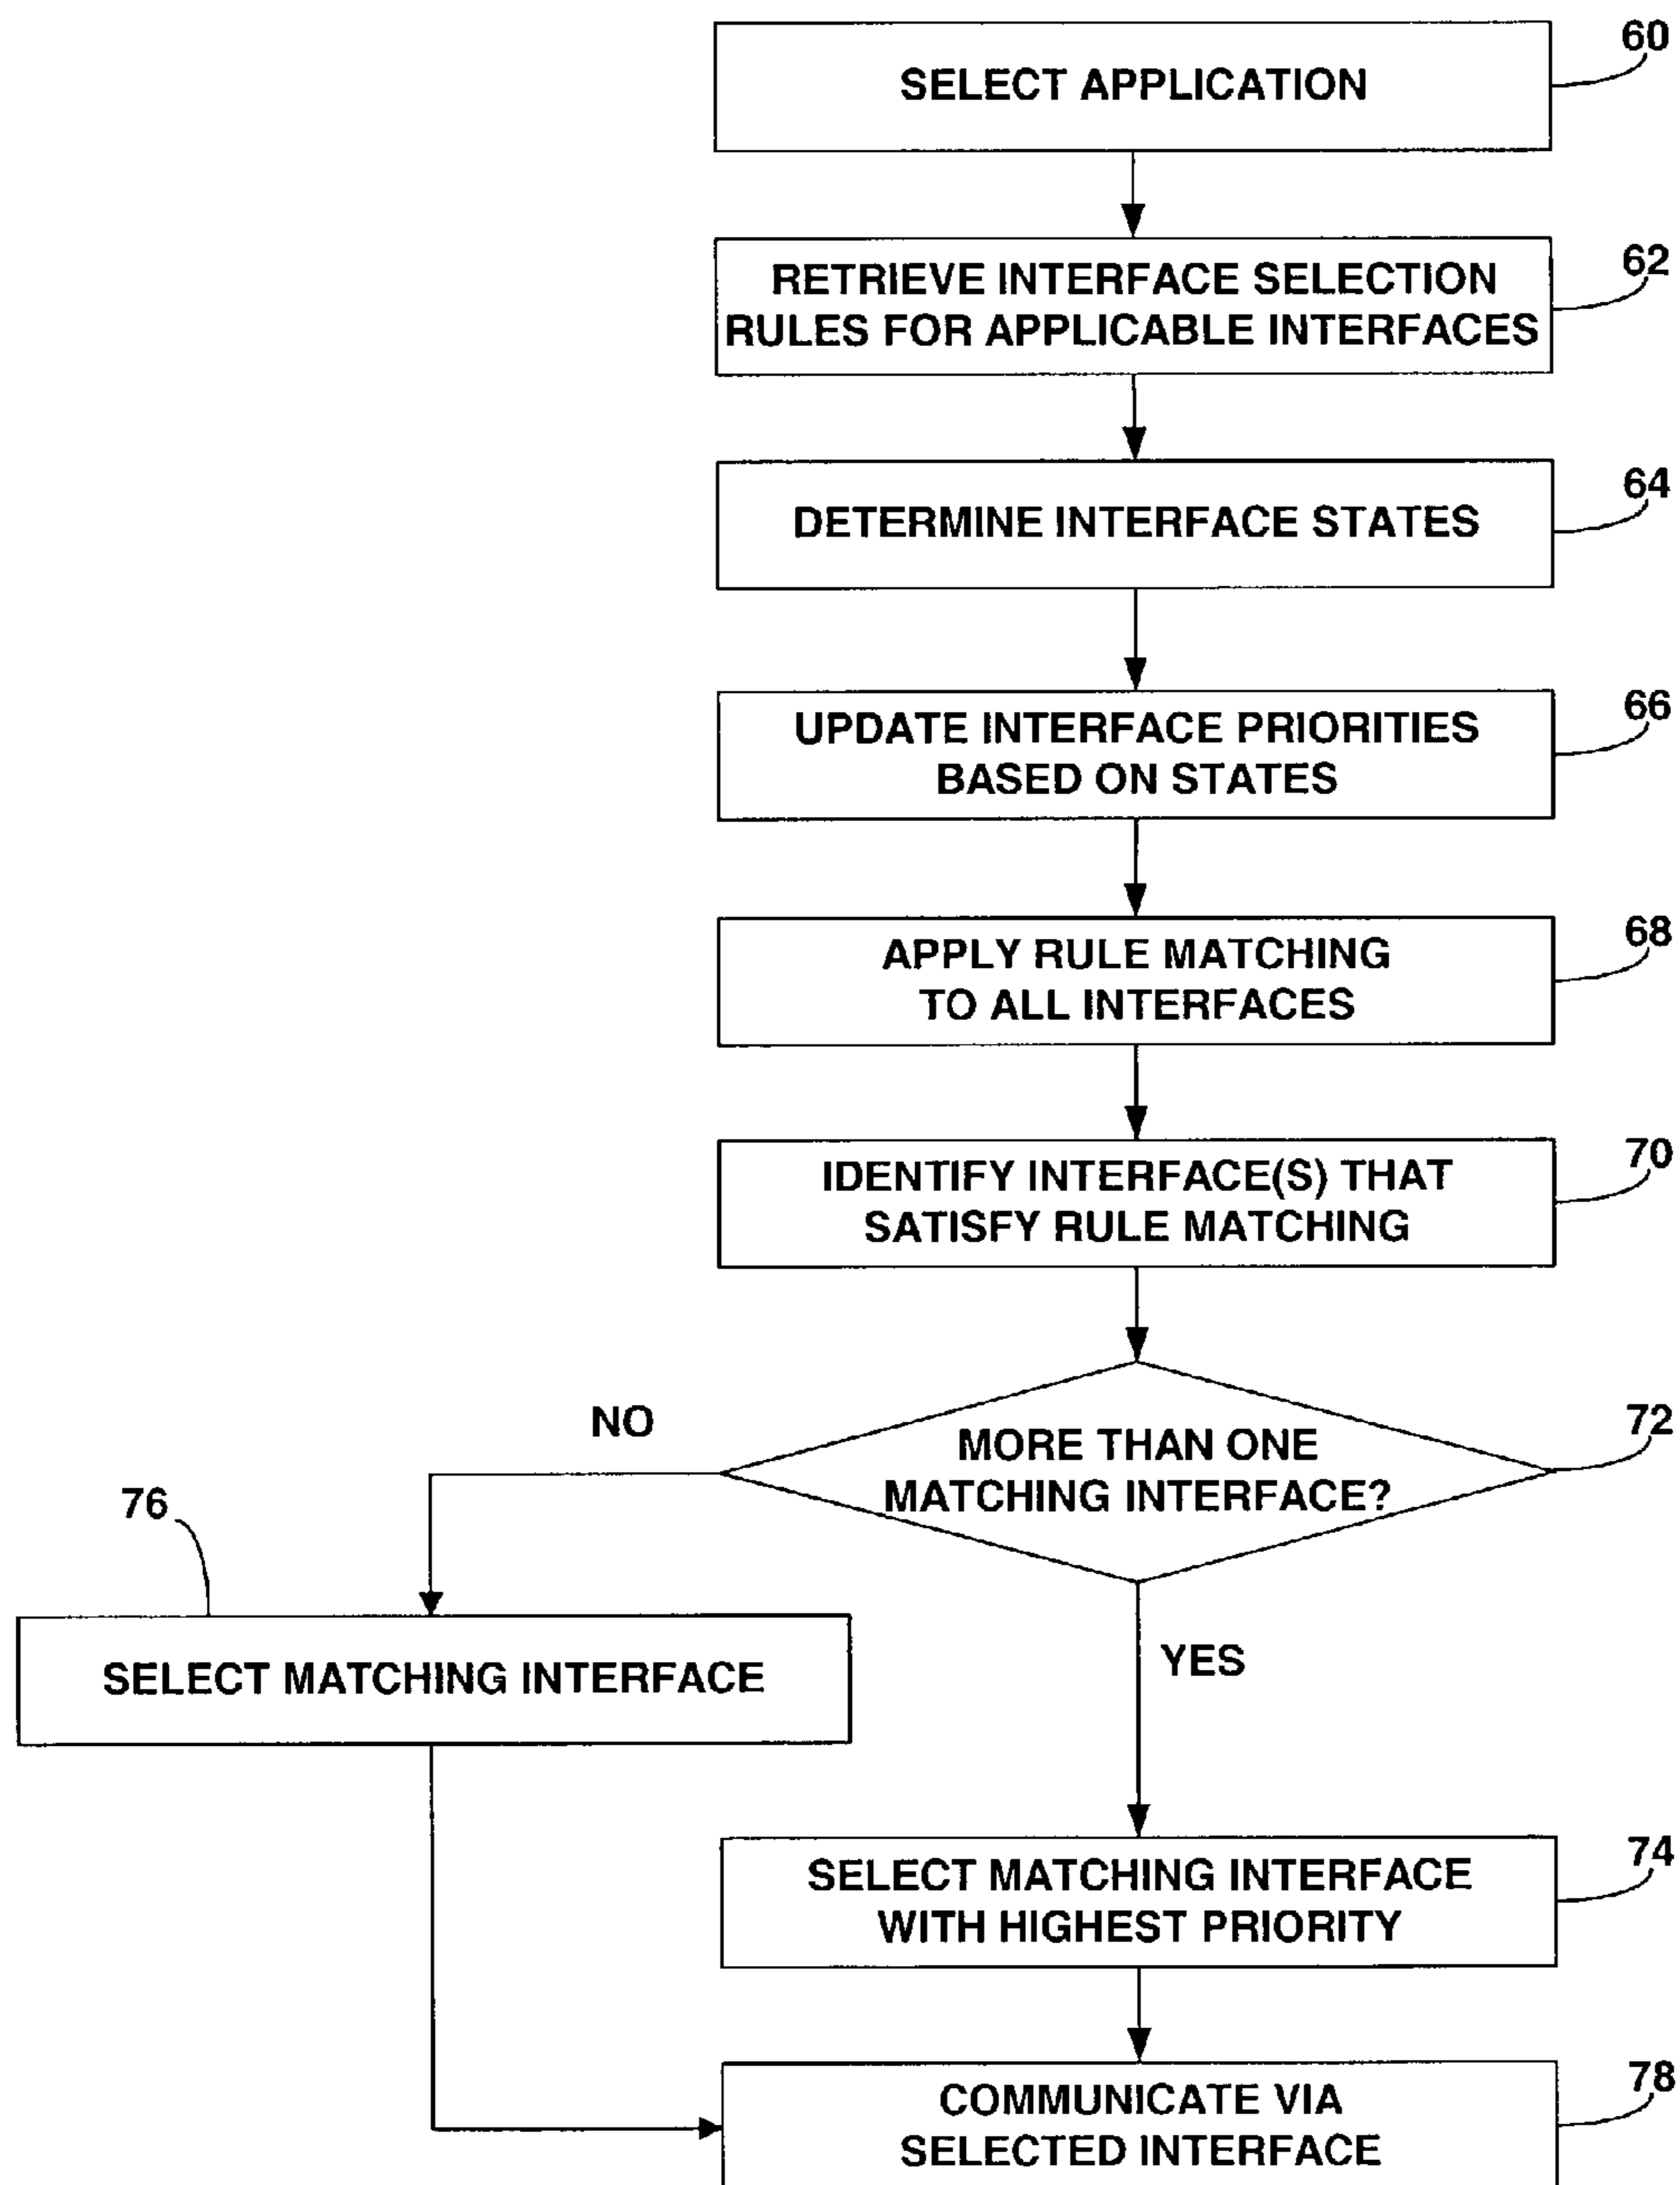 60
SELECT APPLICATION
62
RETRIEVE INTERFACE SELECTION
RULES FOR APPLICABLE INTERFACES
64
DETERMINE INTERFACE STATES
66
UPDATE INTERFACE PRIORITIES
BASED ON STATES
68
APPLY RULE MATCHING
TO ALL INTERFACES
70
IDENTIFY INTERFACE(S) THAT
SATISFY RULE MATCHING
72
NO
MORE THAN ONE
MATCHING INTERFACE?
76
YES
SELECT MATCHING INTERFACE
74
SELECT MATCHING INTERFACE
WITH HIGHEST PRIORITY
78
COMMUNICATE VIA
SELECTED INTERFACE